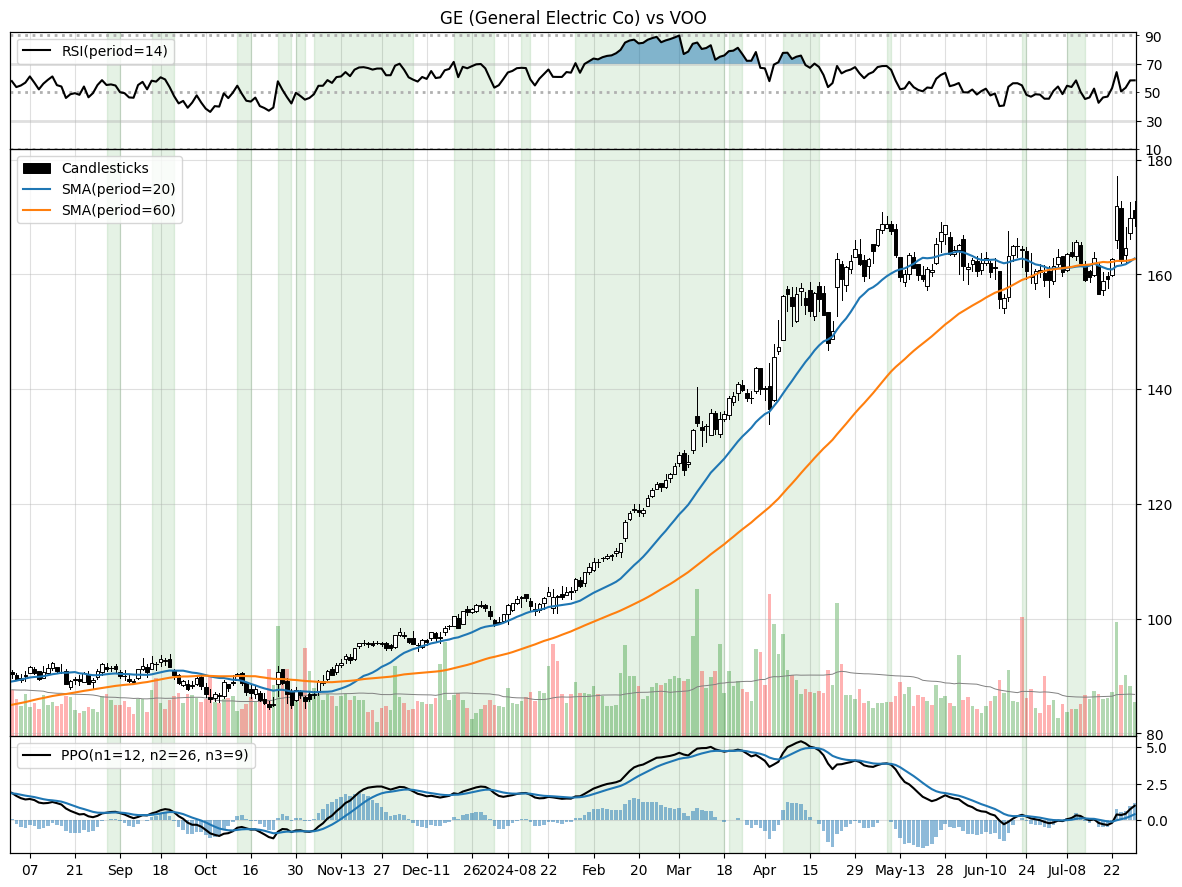 GE (General Electric Co) vs VOO
RSI(period=14)
90
70
50
30
10
Candlesticks
SMA(period=20)
SMA(period=60)
180
160
140
120
100
80
PPO(n1=12, n2=26, n3=9)
5.0
2.5
0.0
07 21 Sep 18 Oct 16 30 Nov-13 27 Dec-11 26 2024-08 22 Feb 20 Mar 18 Apr 15 29 May-13 28 Jun-10 24 Jul-08 22